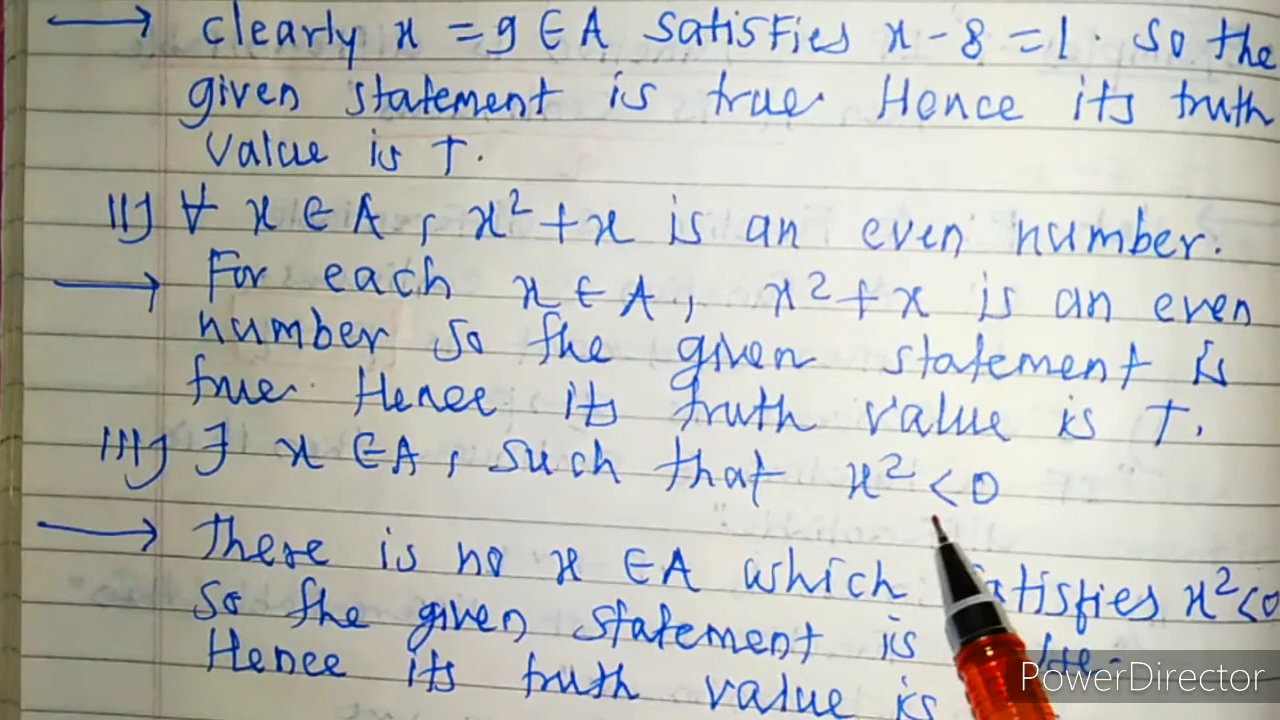 → clearly x = 9 ∈ A satisfies x - 8 = 1. So the
given statement is true. Hence its truth
value is T.
II] ∀ x ∈ A, x² + x is an even number.
→ For each x ∈ A, x² + x is an even
number so the given statement is
true. Hence its truth value is T.
III] ∃ x ∈ A, such that x² < 0
→ There is no x ∈ A which x² < 0
So the given statement is
Hence its truth value is
PowerDirector